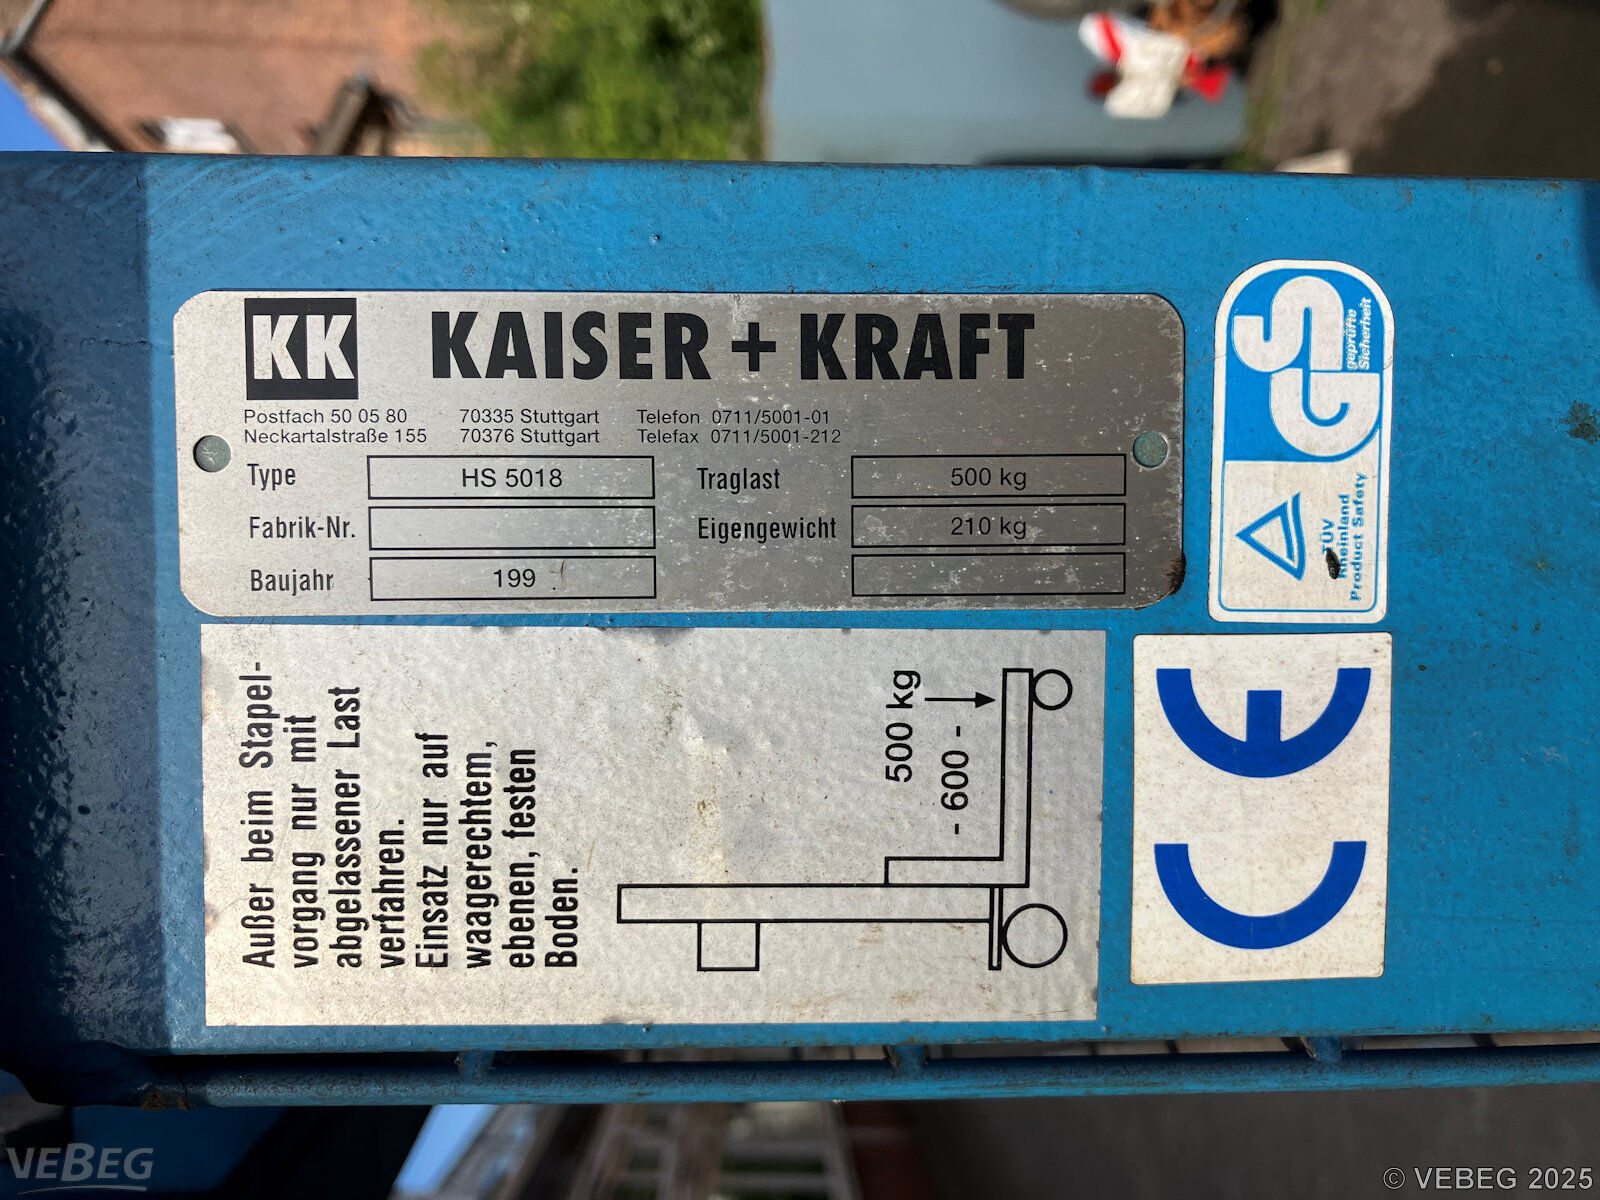 KK KAISER + KRAFT
Postfach 50 05 80 70335 Stuttgart Telefon 0711/5001-01
Neckartalstraße 155 70376 Stuttgart Telefax 0711/5001-212
Type HS 5018 Traglast 500 kg
Fabrik-Nr. Eigengewicht 210 kg
Baujahr 199
GS
geprüfte
Sicherheit
TÜV
Rheinland
Product Safety
Außer beim Stapel-
vorgang nur mit
abgelassener Last
verfahren.
Einsatz nur auf
waagerechtem,
ebenen, festen
Boden.
500 kg
- 600 -
CE
VEBEG
© VEBEG 2025